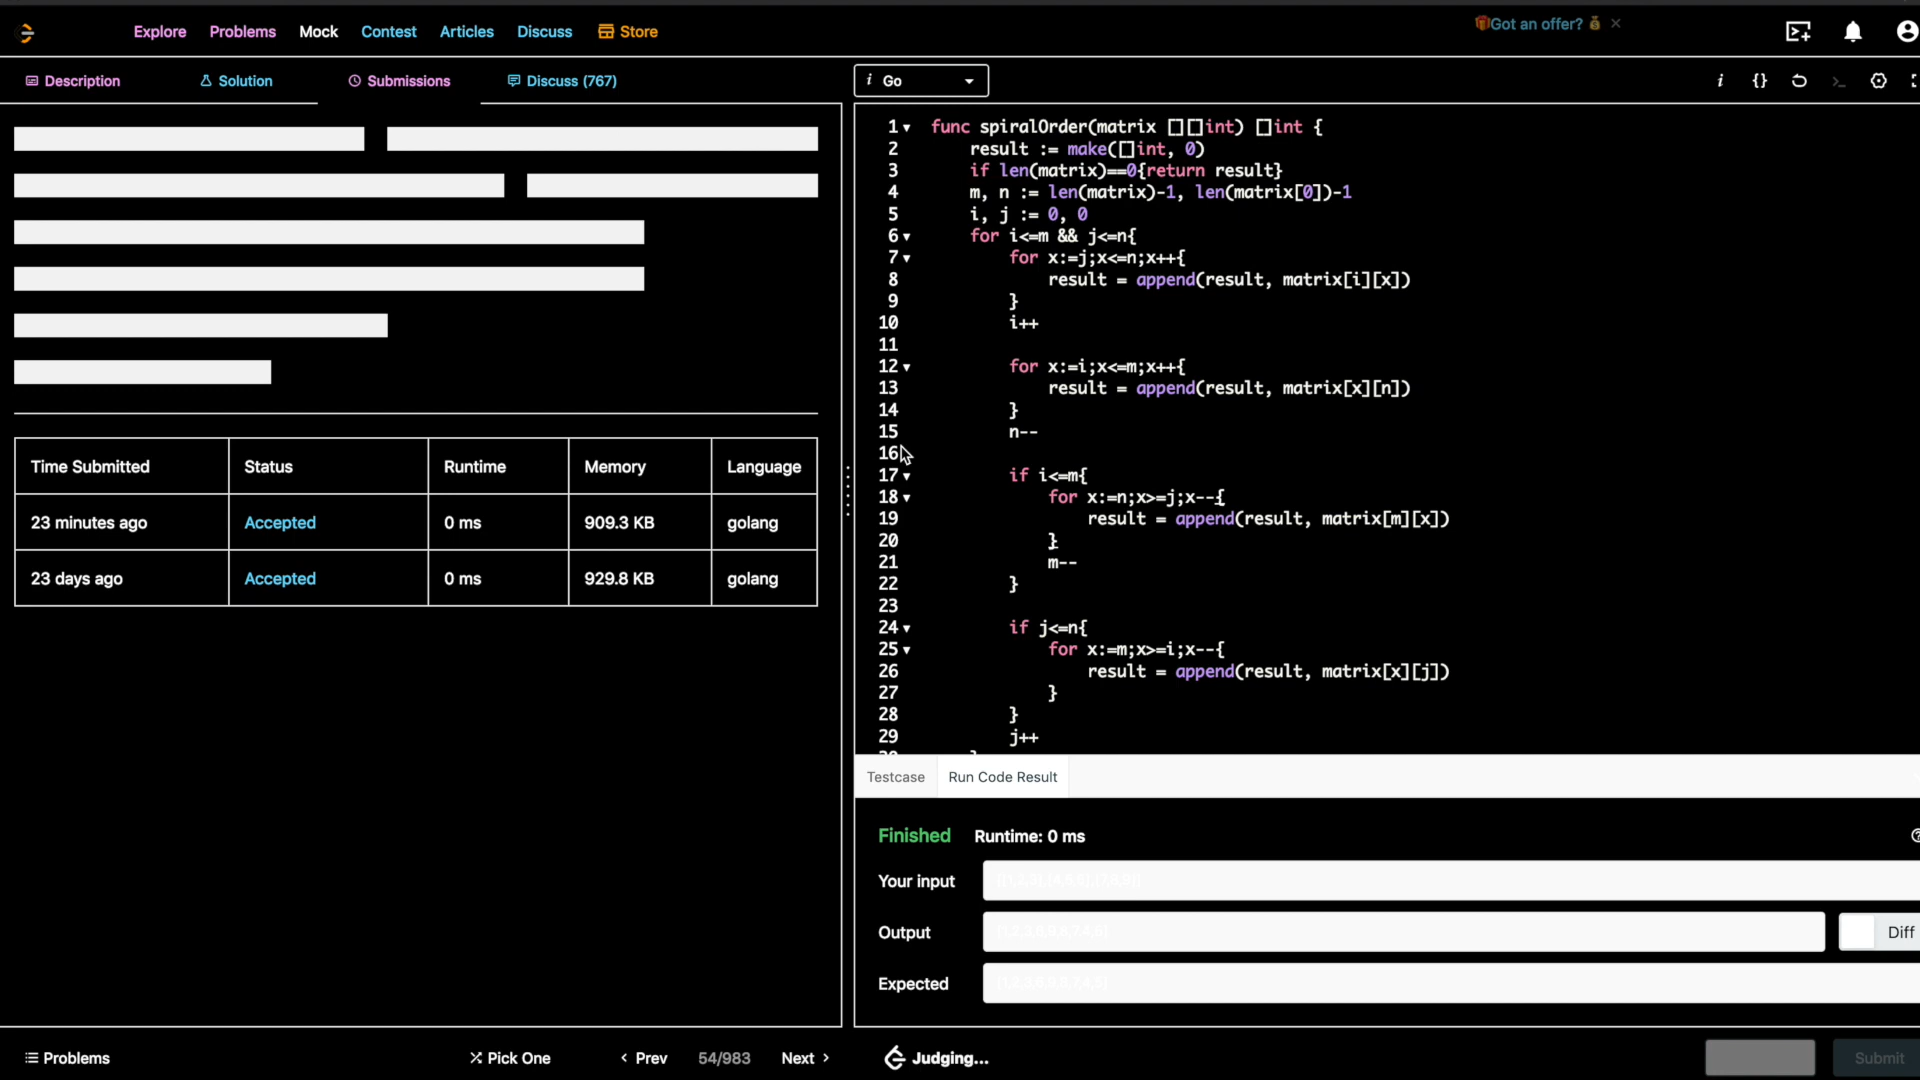 Explore Problems Mock Contest Articles Discuss Store
🎁Got an offer? 💰 ×
Description Solution Submissions Discuss (767)
i Go
i {}
1 func spiralOrder(matrix [][]int) []int {
2 result := make([]int, 0)
3 if len(matrix)==0{return result}
4 m, n := len(matrix)-1, len(matrix[0])-1
5 i, j := 0, 0
6 for i<=m && j<=n{
7 for x:=j;x<=n;x++{
8 result = append(result, matrix[i][x])
9 }
10 i++
11
12 for x:=i;x<=m;x++{
13 result = append(result, matrix[x][n])
14 }
15 n--
16
17 if i<=m{
18 for x:=n;x>=j;x--{
19 result = append(result, matrix[m][x])
20 }
21 m--
22 }
23
24 if j<=n{
25 for x:=m;x>=i;x--{
26 result = append(result, matrix[x][j])
27 }
28 }
29 j++
Time Submitted Status Runtime Memory Language
23 minutes ago Accepted 0 ms 909.3 KB golang
23 days ago Accepted 0 ms 929.8 KB golang
Testcase Run Code Result
Finished Runtime: 0 ms
Your input
Output
Diff
Expected
Problems Pick One Prev 54/983 Next
Judging...
Submit